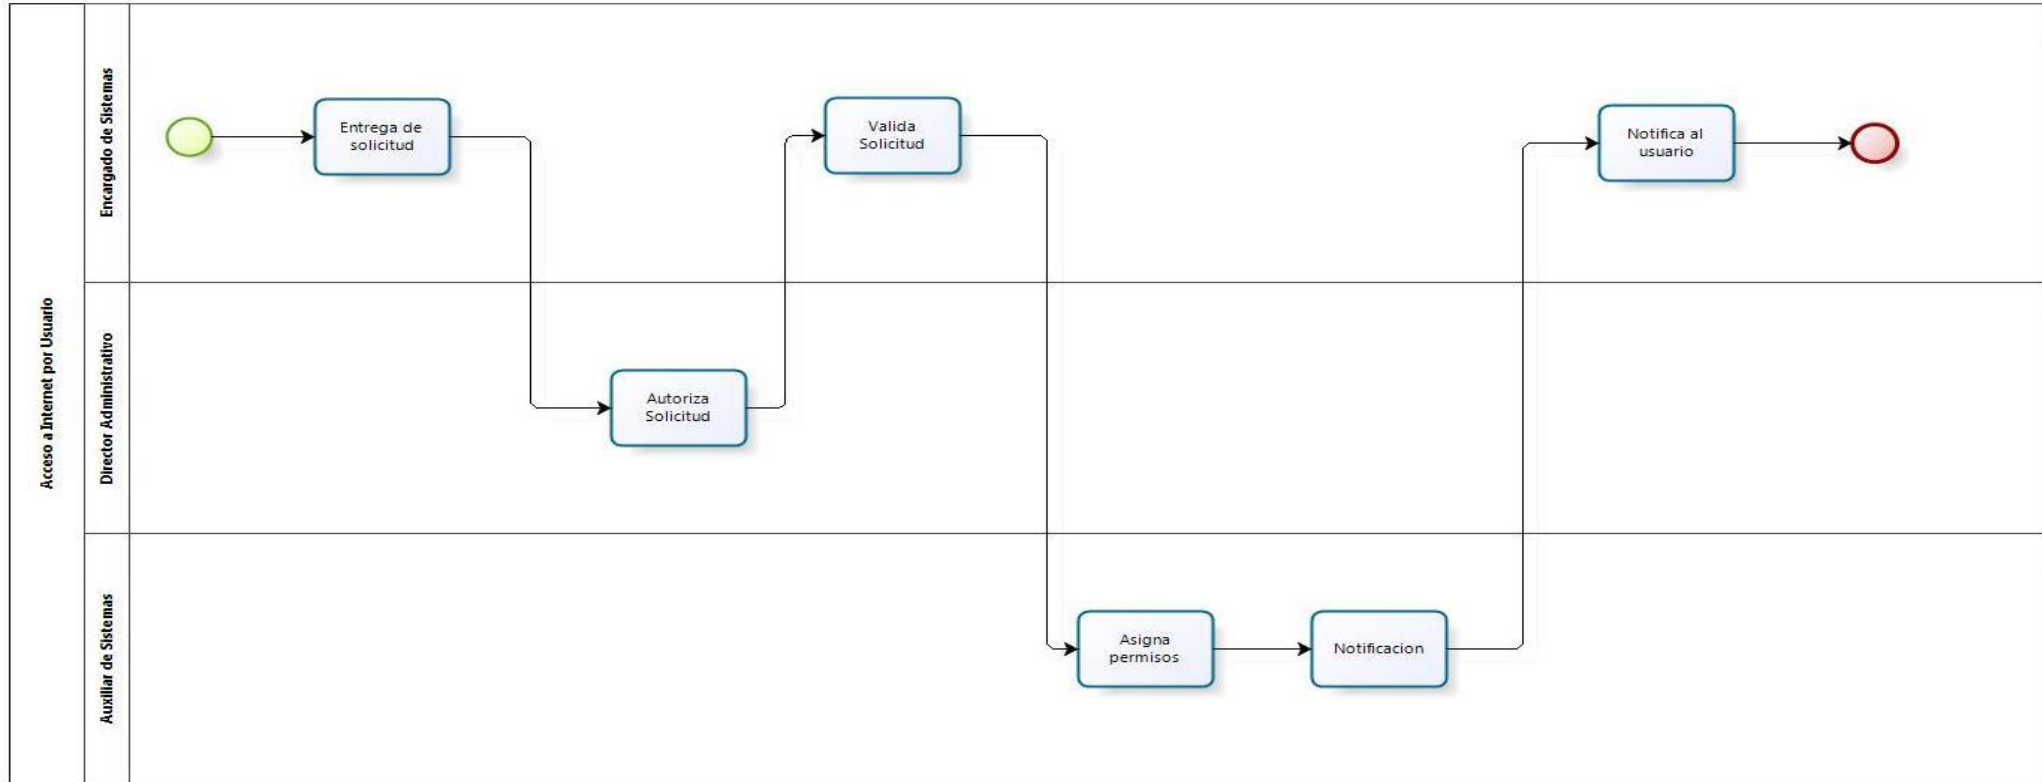 Acceso a Internet por Usuario
Encargado de Sistemas
Entrega de
solicitud
Valida
Solicitud
Notifica al
usuario
Director Administrativo
Autoriza
Solicitud
Auxiliar de Sistemas
Asigna
permisos
Notificacion